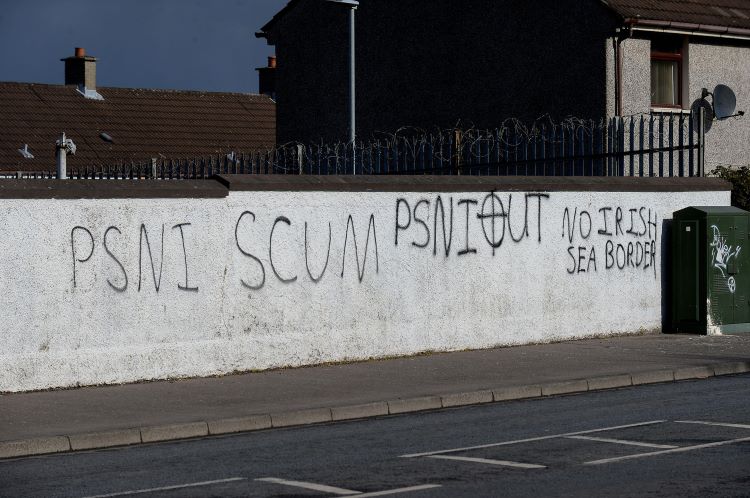 PSNI SCUM
PSNI OUT
NO IRISH
SEA BORDER